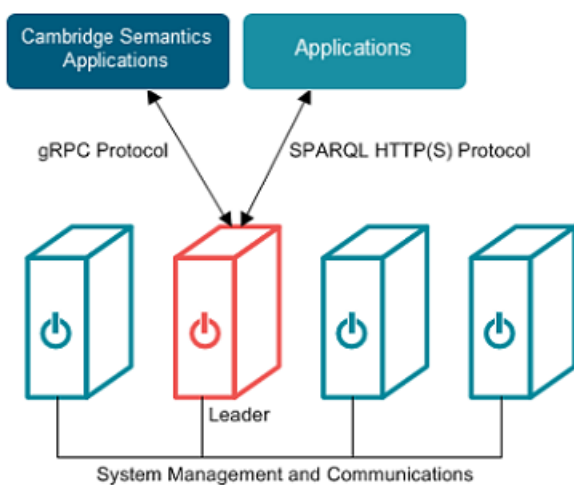 Cambridge Semantics
Applications
Applications
gRPC Protocol
SPARQL HTTP(S) Protocol
Leader
System Management and Communications